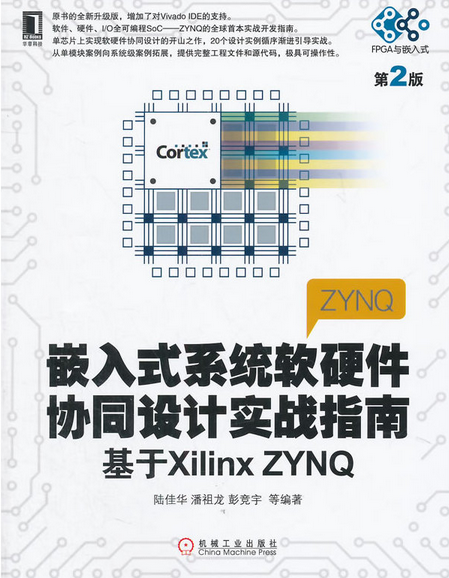 华章科技
HZ BOOKS
原书的全新升级版，增加了对Vivado IDE的支持。
软件、硬件、I/O全可编程SoC——ZYNQ的全球首本实战开发指南。
单芯片上实现软硬件协同设计的开山之作，20个设计实例循序渐进引导实战。
从单模块案例向系统级案例拓展，提供完整工程文件和源代码，极具可操作性。
FPGA与嵌入式
第2版
Cortex
ZYNQ
嵌入式系统软硬件
协同设计实战指南
基于Xilinx ZYNQ
陆佳华 潘祖龙 彭竞宇 等编著
机械工业出版社
China Machine Press